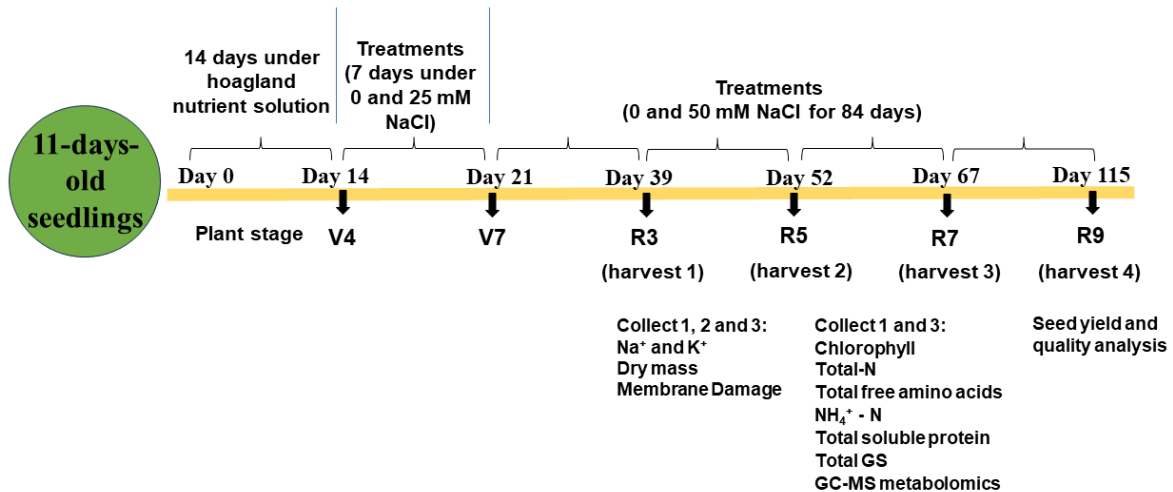 14 days under
hoagland
nutrient solution
Treatments
(7 days under
0 and 25 mM
NaCl)
Treatments
(0 and 50 mM NaCl for 84 days)
11-days-
old
seedlings
Day 0
Day 14
Day 21
Day 39
Day 52
Day 67
Day 115
Plant stage
V4
V7
R3
(harvest 1)
R5
(harvest 2)
R7
(harvest 3)
R9
(harvest 4)
Collect 1, 2 and 3:
Na⁺ and K⁺
Dry mass
Membrane Damage
Collect 1 and 3:
Chlorophyll
Total-N
Total free amino acids
NH₄⁺ - N
Total soluble protein
Total GS
GC-MS metabolomics
Seed yield and
quality analysis